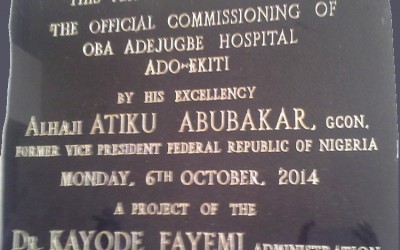 THE OFFICIAL COMMISSIONING OF
OBA ADEJUGBE HOSPITAL
ADO-EKITI
BY HIS EXCELLENCY
ALHAJI ATIKU ABUBAKAR, GCON,
FORMER VICE PRESIDENT FEDERAL REPUBLIC OF NIGERIA
MONDAY, 6TH OCTOBER, 2014
A PROJECT OF THE
DR. KAYODE FAYEMI ADMINISTRATION